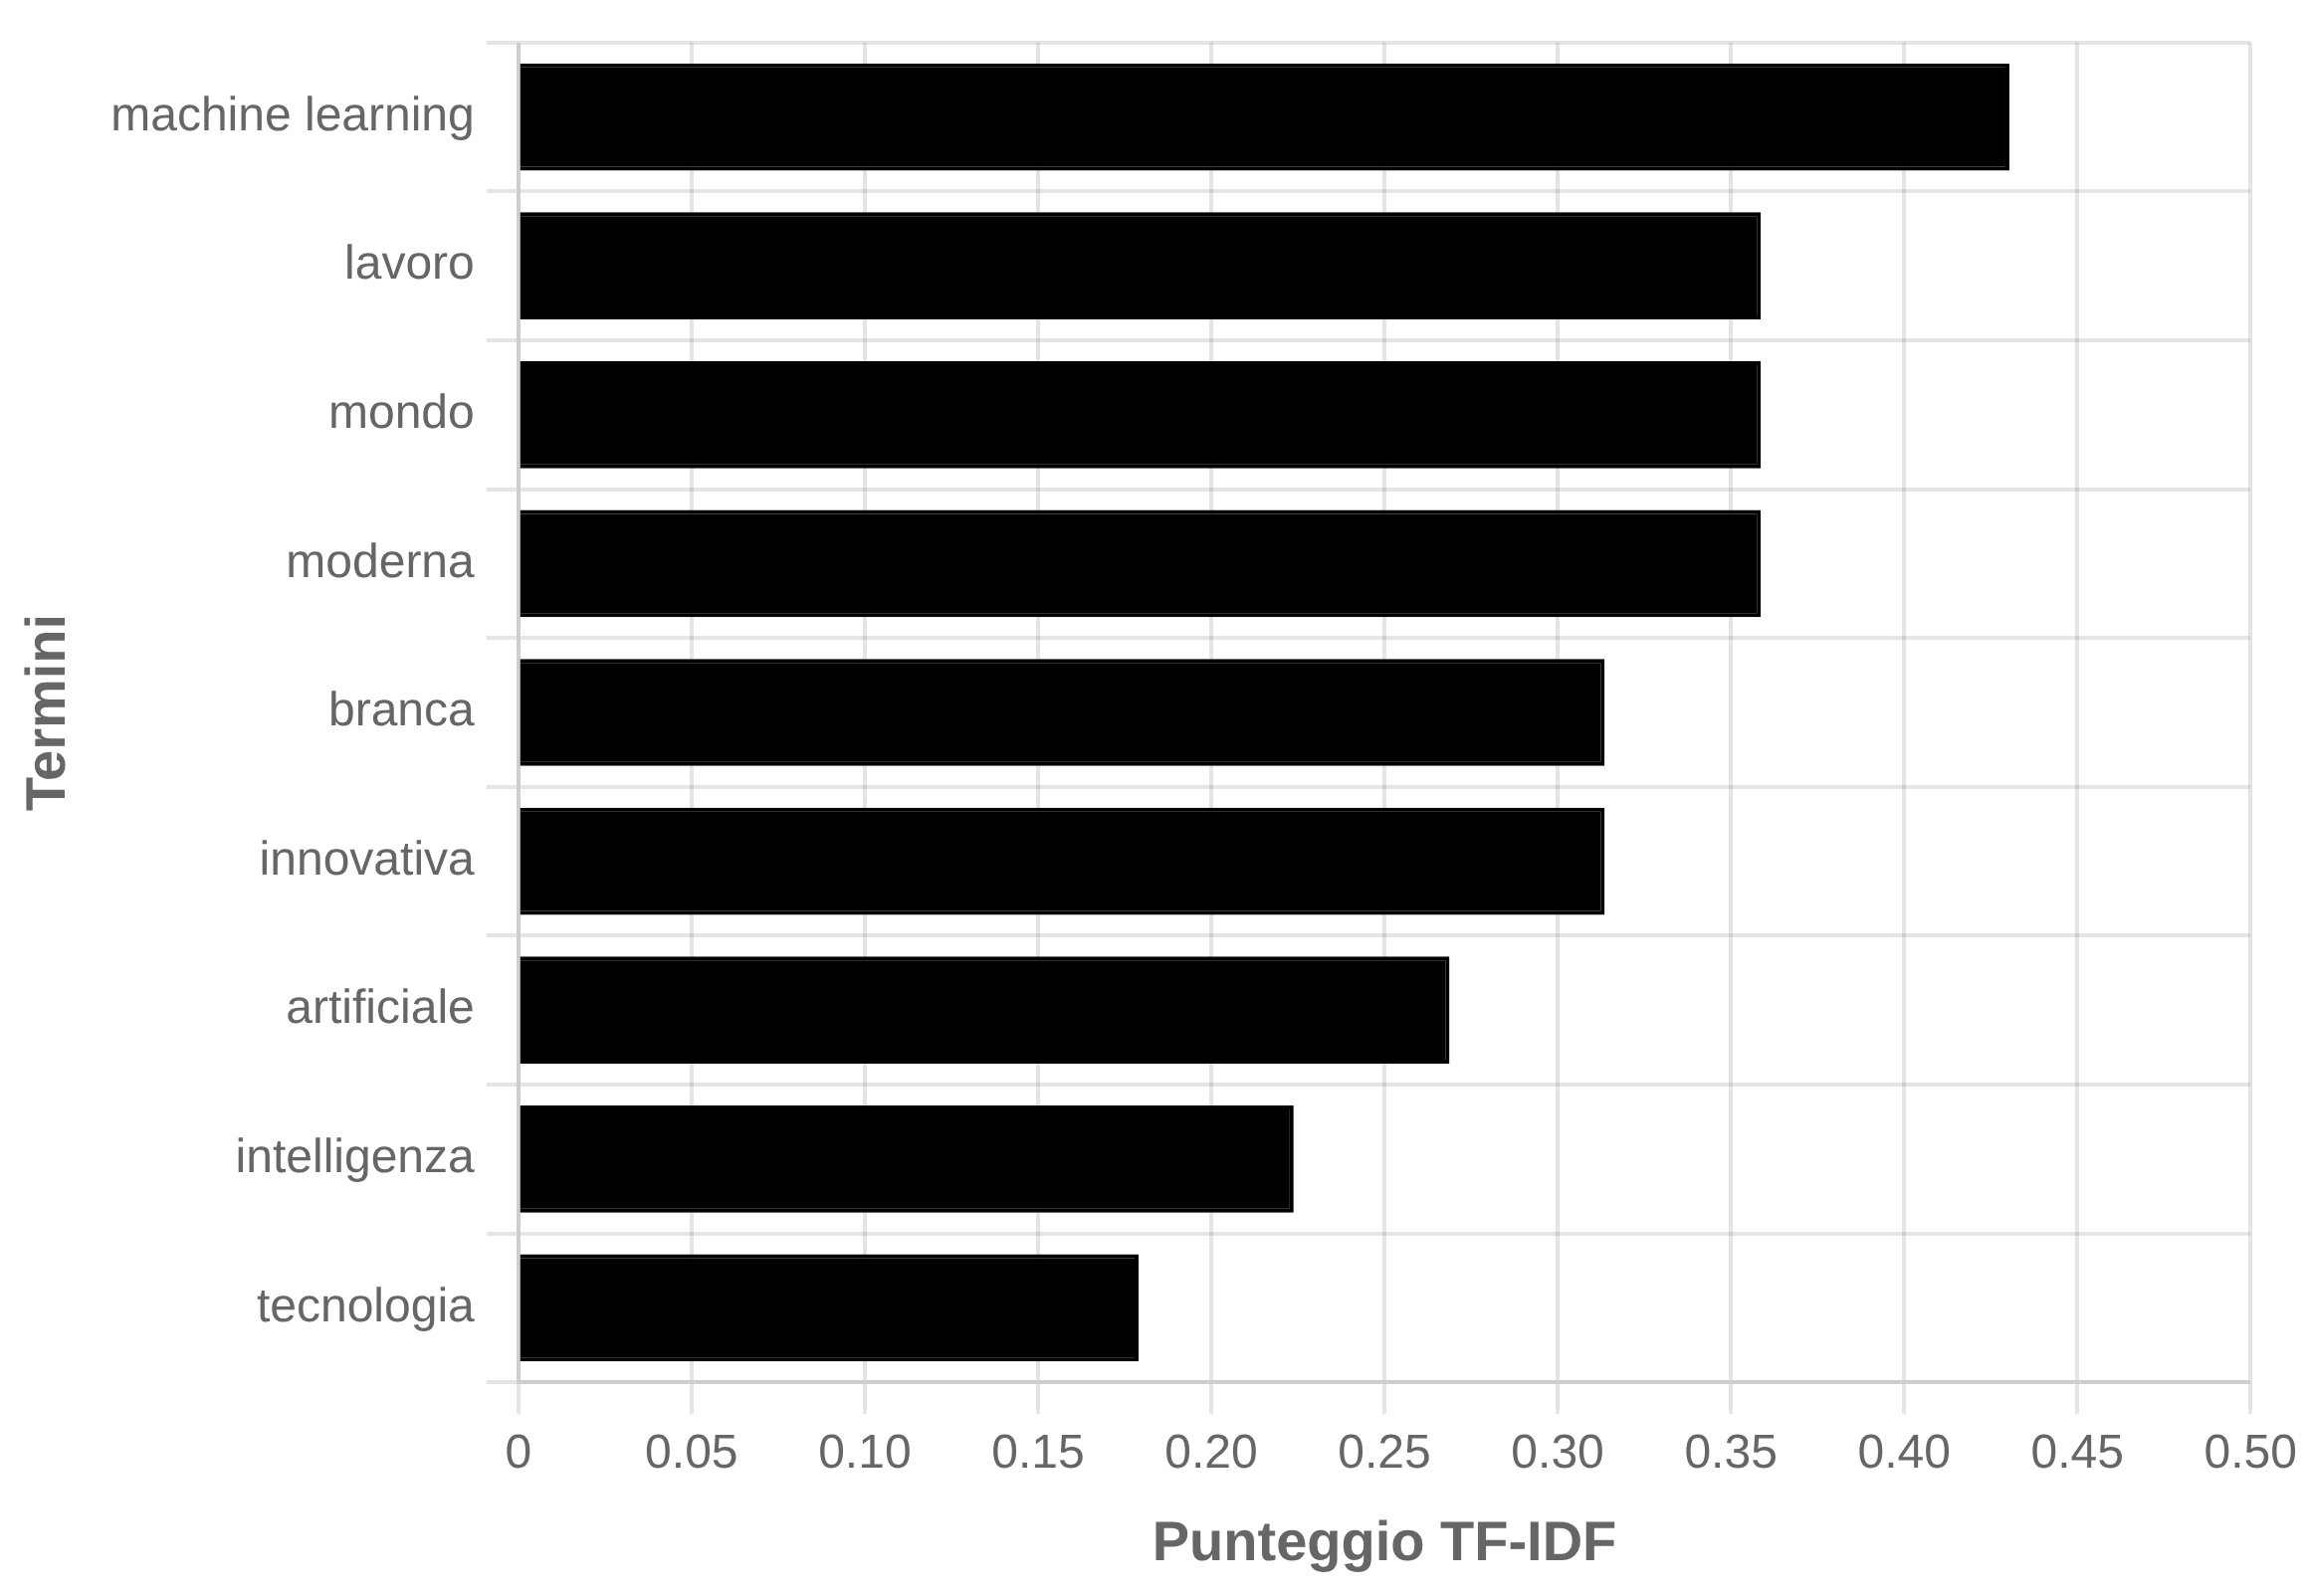 machine learning
lavoro
mondo
moderna
branca
innovativa
artificiale
intelligenza
tecnologia
Termini
0 0.05 0.10 0.15 0.20 0.25 0.30 0.35 0.40 0.45 0.50
Punteggio TF-IDF